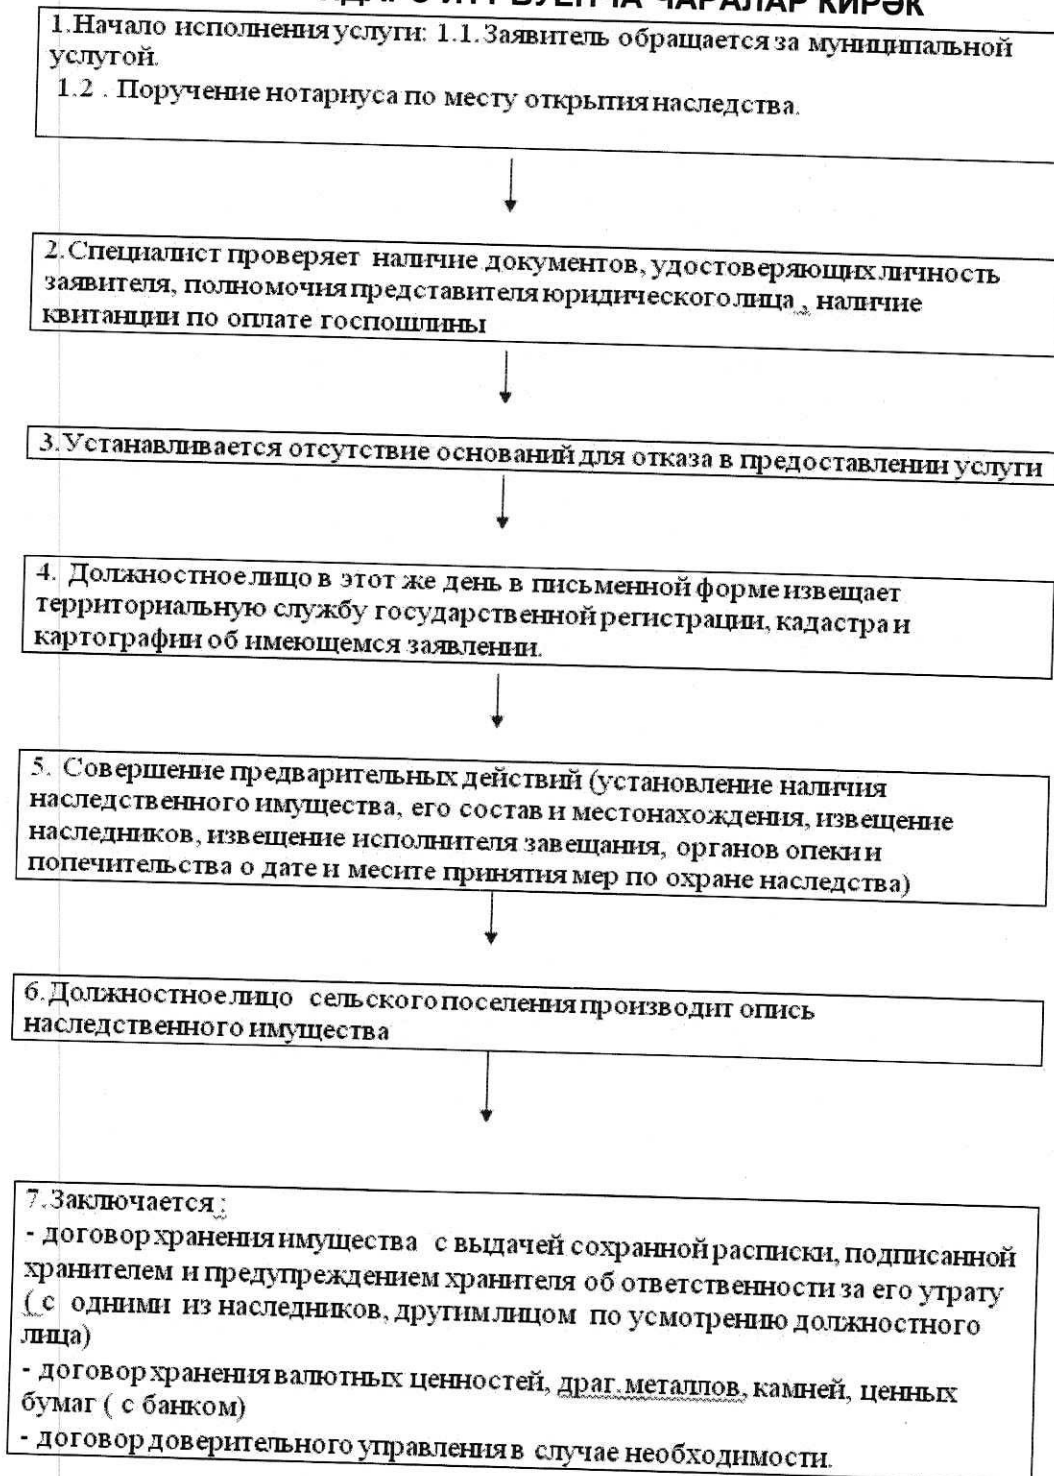 БУЕНЧА ЧАРАЛАР КИРӘК
1.Начало исполнения услуги: 1.1.Заявитель обращается за муниципальной
услугой.
1.2 . Поручение нотариуса по месту открытия наследства.
2.Специалист проверяет наличие документов, удостоверяющих личность
заявителя, полномочия представителя юридического лица , наличие
квитанции по оплате госпошлины
3.Устанавливается отсутствие оснований для отказа в предоставлении услуги
4. Должностное лицо в этот же день в письменной форме извещает
территориальную службу государственной регистрации, кадастра и
картографии об имеющемся заявлении.
5. Совершение предварительных действий (установление наличия
наследственного имущества, его состав и местонахождения, извещение
наследников, извещение исполнителя завещания, органов опеки и
попечительства о дате и месите принятия мер по охране наследства)
6.Должностное лицо сельского поселения производит опись
наследственного имущества
7.Заключается :
- договор хранения имущества с выдачей сохранной расписки, подписанной
хранителем и предупреждением хранителя об ответственности за его утрату
( с одними из наследников, другим лицом по усмотрению должностного
лица)
- договор хранения валютных ценностей, драг.металлов, камней, ценных
бумаг ( с банком)
- договор доверительного управления в случае необходимости.